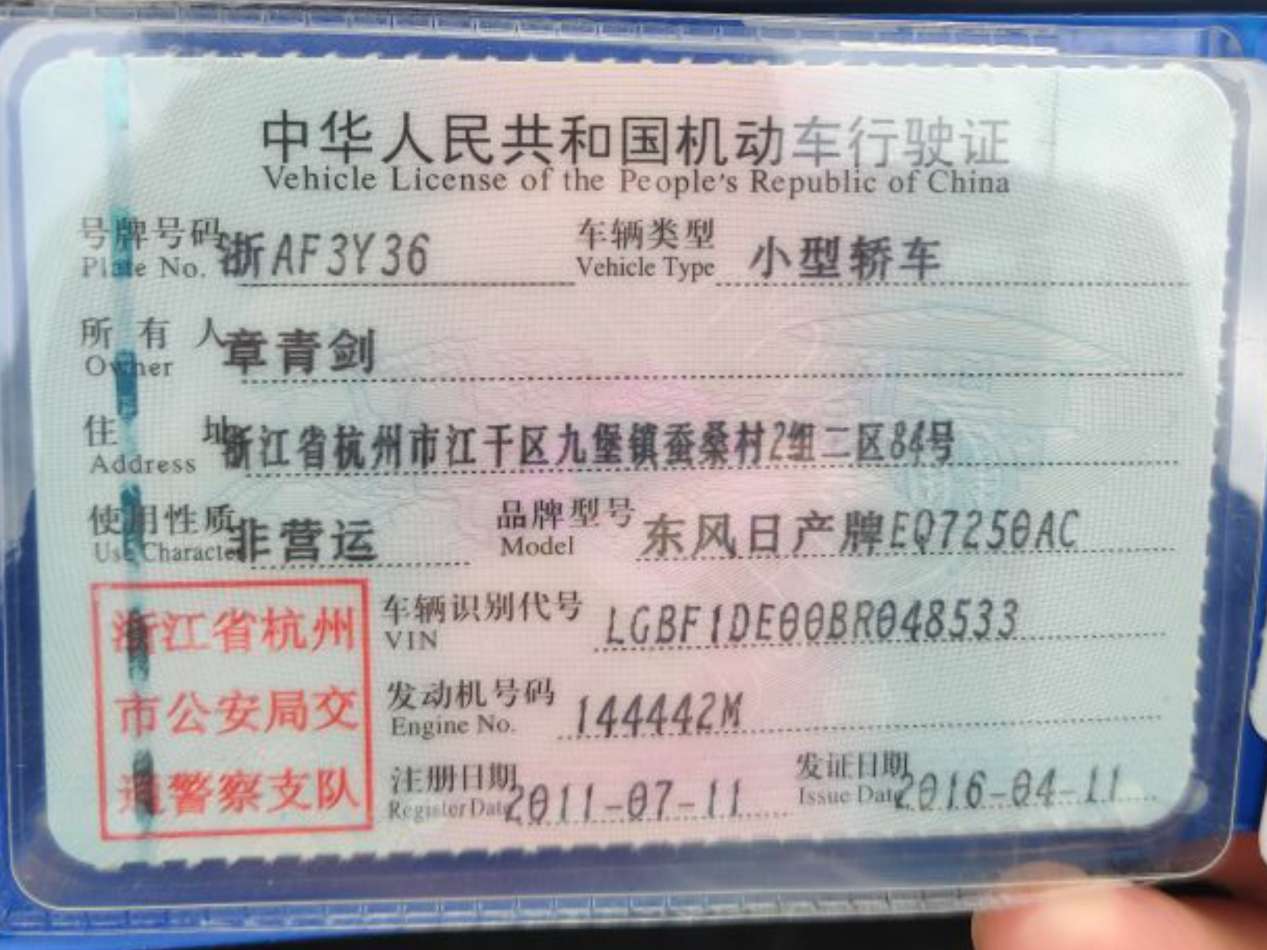 中华人民共和国机动车行驶证
Vehicle License of the People's Republic of China
号牌号码 浙AF3Y36 车辆类型 小型轿车
Plate No. Vehicle Type
所有人 章青剑
Owner
住址 浙江省杭州市江干区九堡镇蚕桑村2组二区84号
Address
使用性质 非营运 品牌型号 东风日产牌EQ7250AC
Use Character Model
浙江省杭州
市公安局交
通警察支队
车辆识别代号 LGBF1DE00BR048533
VIN
发动机号码 144442M
Engine No.
注册日期 2011-07-11 发证日期 2016-04-11
Register Date Issue Date